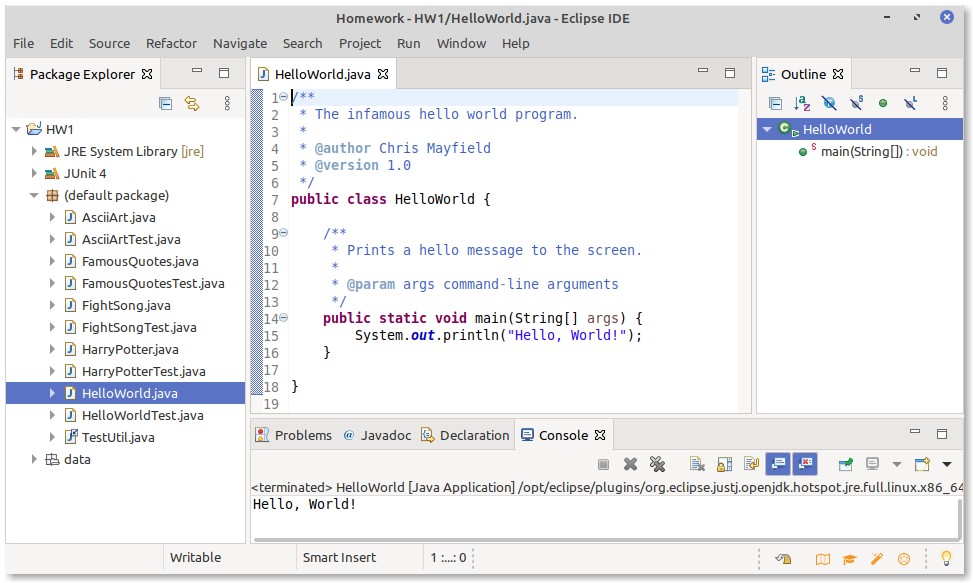 Homework - HW1/HelloWorld.java - Eclipse IDE
File Edit Source Refactor Navigate Search Project Run Window Help
Package Explorer
HW1
JRE System Library [jre]
JUnit 4
(default package)
AsciiArt.java
AsciiArtTest.java
FamousQuotes.java
FamousQuotesTest.java
FightSong.java
FightSongTest.java
HarryPotter.java
HarryPotterTest.java
HelloWorld.java
HelloWorldTest.java
TestUtil.java
data
HelloWorld.java
1 /**
2  * The infamous hello world program.
3  *
4  * @author Chris Mayfield
5  * @version 1.0
6  */
7 public class HelloWorld {
8
9     /**
10      * Prints a hello message to the screen.
11      *
12      * @param args command-line arguments
13      */
14     public static void main(String[] args) {
15         System.out.println("Hello, World!");
16     }
17
18 }
19
Outline
HelloWorld
main(String[]) : void
Problems @ Javadoc Declaration Console
<terminated> HelloWorld [Java Application] /opt/eclipse/plugins/org.eclipse.justj.openjdk.hotspot.jre.full.linux.x86_64
Hello, World!
Writable Smart Insert 1 :...: 0